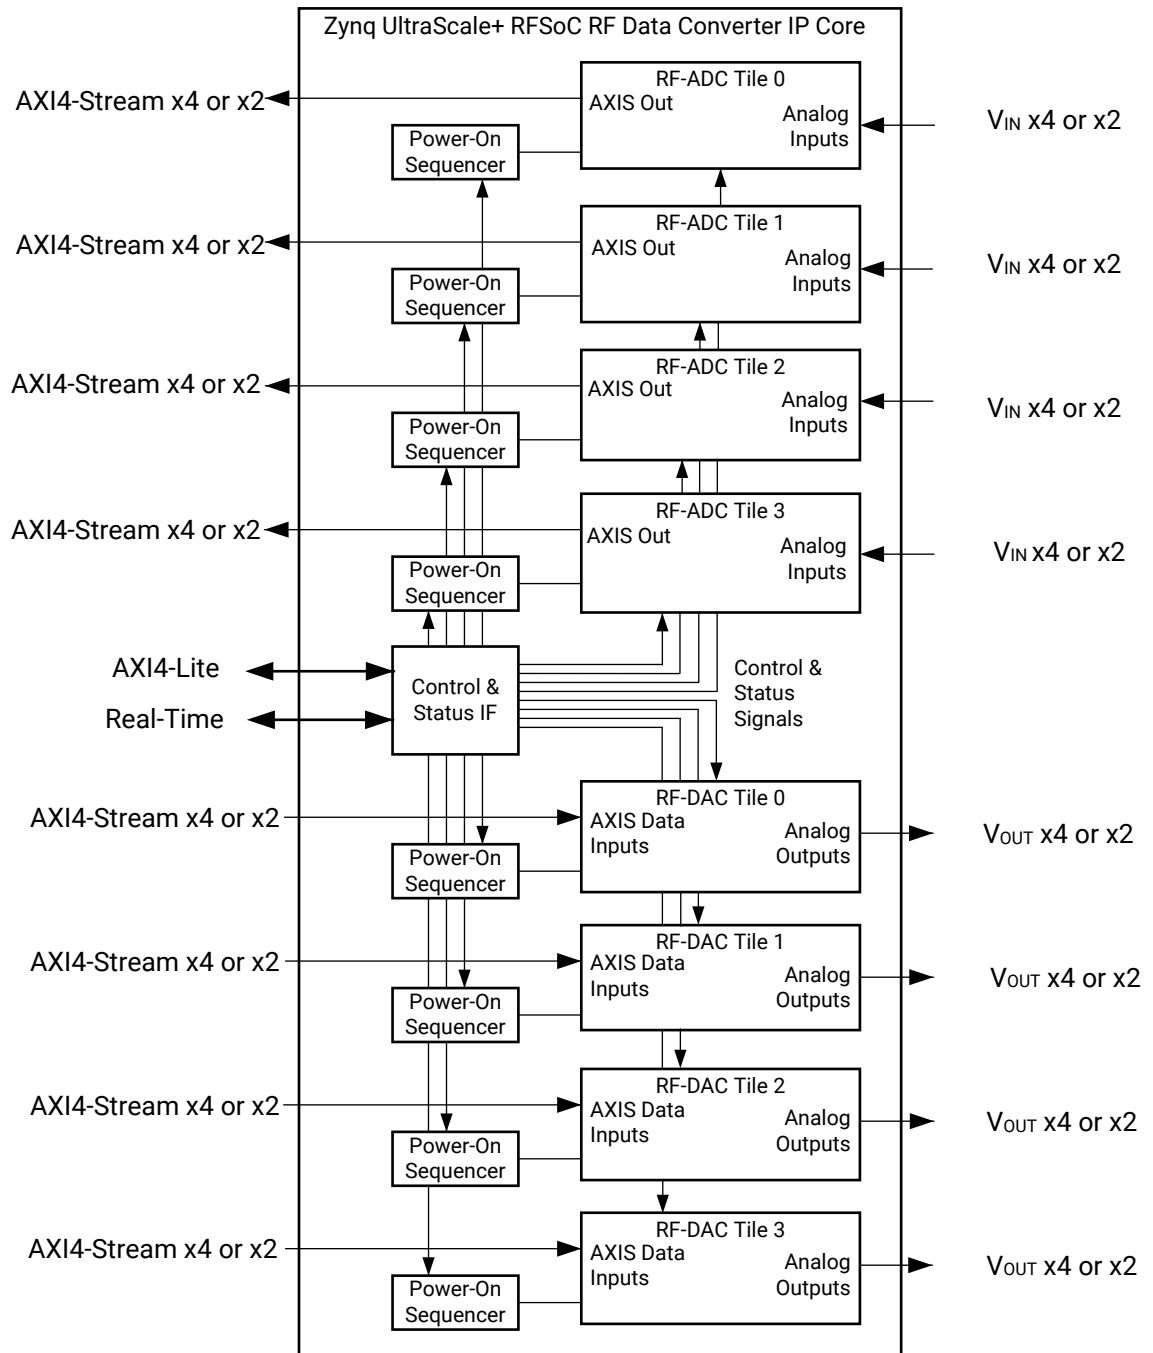 Zynq UltraScale+ RFSoC RF Data Converter IP Core
RF-ADC Tile 0
AXI4-Stream x4 or x2
AXIS Out
Analog
Inputs
VIN x4 or x2
Power-On
Sequencer
RF-ADC Tile 1
AXI4-Stream x4 or x2
AXIS Out
Analog
Inputs
VIN x4 or x2
Power-On
Sequencer
RF-ADC Tile 2
AXI4-Stream x4 or x2
AXIS Out
Analog
Inputs
VIN x4 or x2
Power-On
Sequencer
RF-ADC Tile 3
AXI4-Stream x4 or x2
AXIS Out
Analog
Inputs
VIN x4 or x2
Power-On
Sequencer
AXI4-Lite
Real-Time
Control &
Status IF
Control &
Status
Signals
RF-DAC Tile 0
AXI4-Stream x4 or x2
AXIS Data
Inputs
Analog
Outputs
VOUT x4 or x2
Power-On
Sequencer
RF-DAC Tile 1
AXI4-Stream x4 or x2
AXIS Data
Inputs
Analog
Outputs
VOUT x4 or x2
Power-On
Sequencer
RF-DAC Tile 2
AXI4-Stream x4 or x2
AXIS Data
Inputs
Analog
Outputs
VOUT x4 or x2
Power-On
Sequencer
RF-DAC Tile 3
AXI4-Stream x4 or x2
AXIS Data
Inputs
Analog
Outputs
VOUT x4 or x2
Power-On
Sequencer